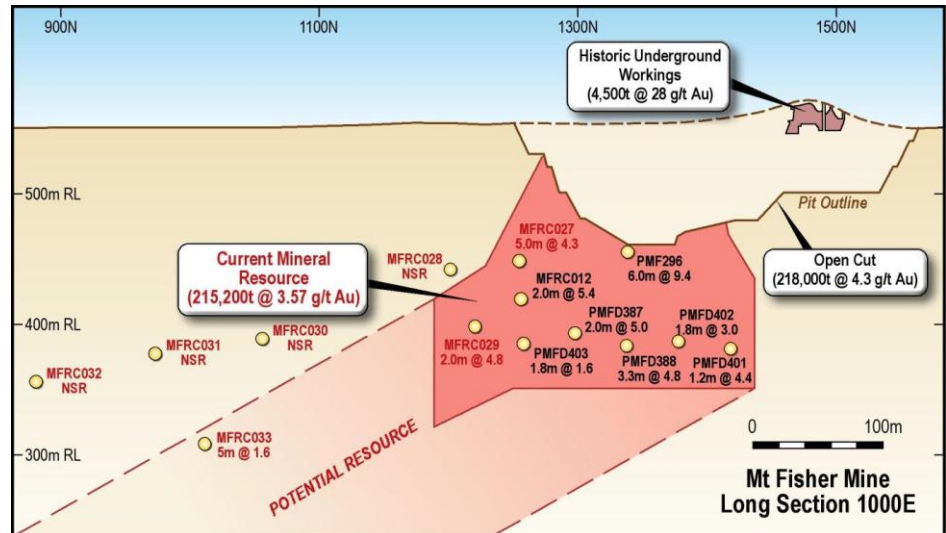 900N
1100N
1300N
1500N
Historic Underground
Workings
(4,500t @ 28 g/t Au)
500m RL
Pit Outline
Current Mineral
Resource
(215,200t @ 3.57 g/t Au)
MFRC028
NSR
MFRC027
5.0m @ 4.3
PMF296
6.0m @ 9.4
Open Cut
(218,000t @ 4.3 g/t Au)
MFRC012
2.0m @ 5.4
400m RL
PMFD387
2.0m @ 5.0
PMFD402
1.8m @ 3.0
MFRC030
NSR
MFRC031
NSR
MFRC032
NSR
MFRC029
2.0m @ 4.8
PMFD403
1.8m @ 1.6
PMFD388
3.3m @ 4.8
PMFD401
1.2m @ 4.4
300m RL
MFRC033
5m @ 1.6
POTENTIAL RESOURCE
0
100m
Mt Fisher Mine
Long Section 1000E